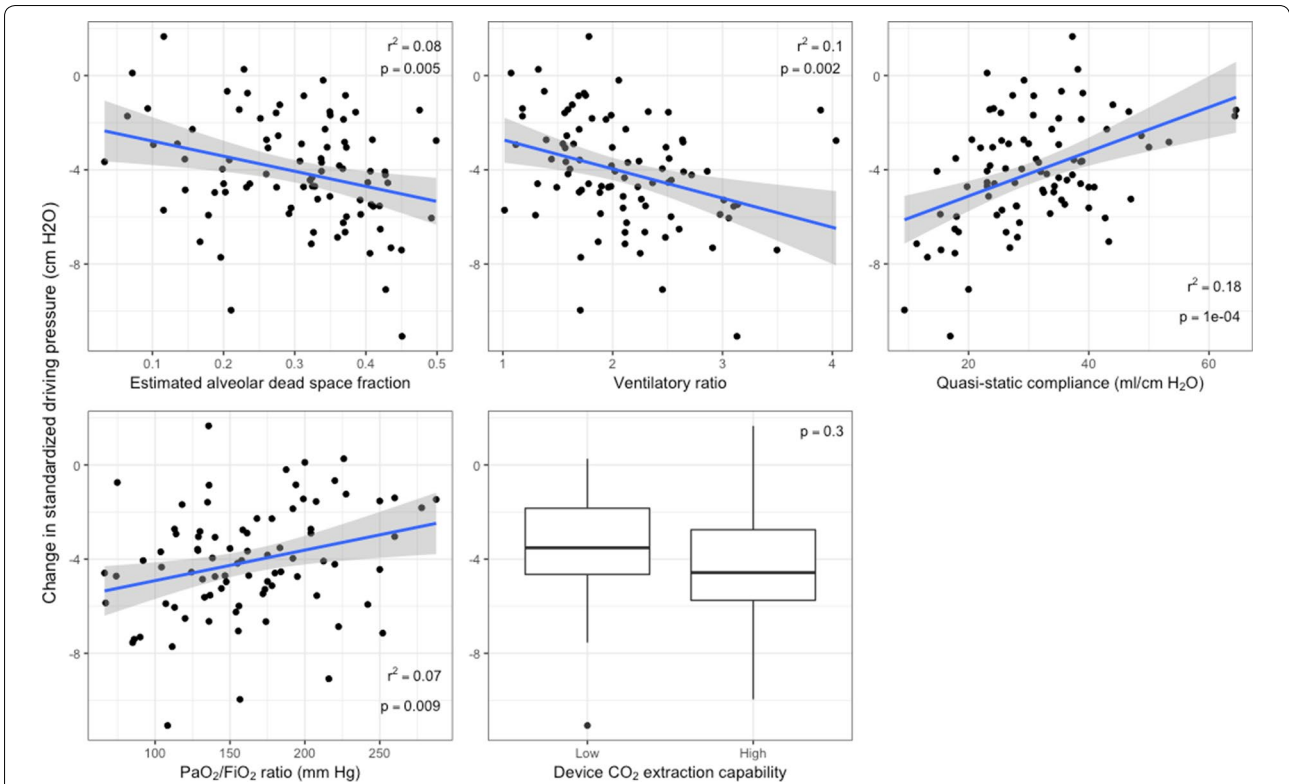 Change in standardized driving pressure (cm H2O)
r² = 0.08
p = 0.005
0
-4
-8
0.1 0.2 0.3 0.4 0.5
Estimated alveolar dead space fraction
r² = 0.1
p = 0.002
1 2 3 4
Ventilatory ratio
0
-4
-8
r² = 0.18
p = 1e-04
20 40 60
Quasi-static compliance (ml/cm H₂O)
0
-4
-8
r² = 0.07
p = 0.009
100 150 200 250
PaO₂/FiO₂ ratio (mm Hg)
0
-4
-8
p = 0.3
Low High
Device CO₂ extraction capability